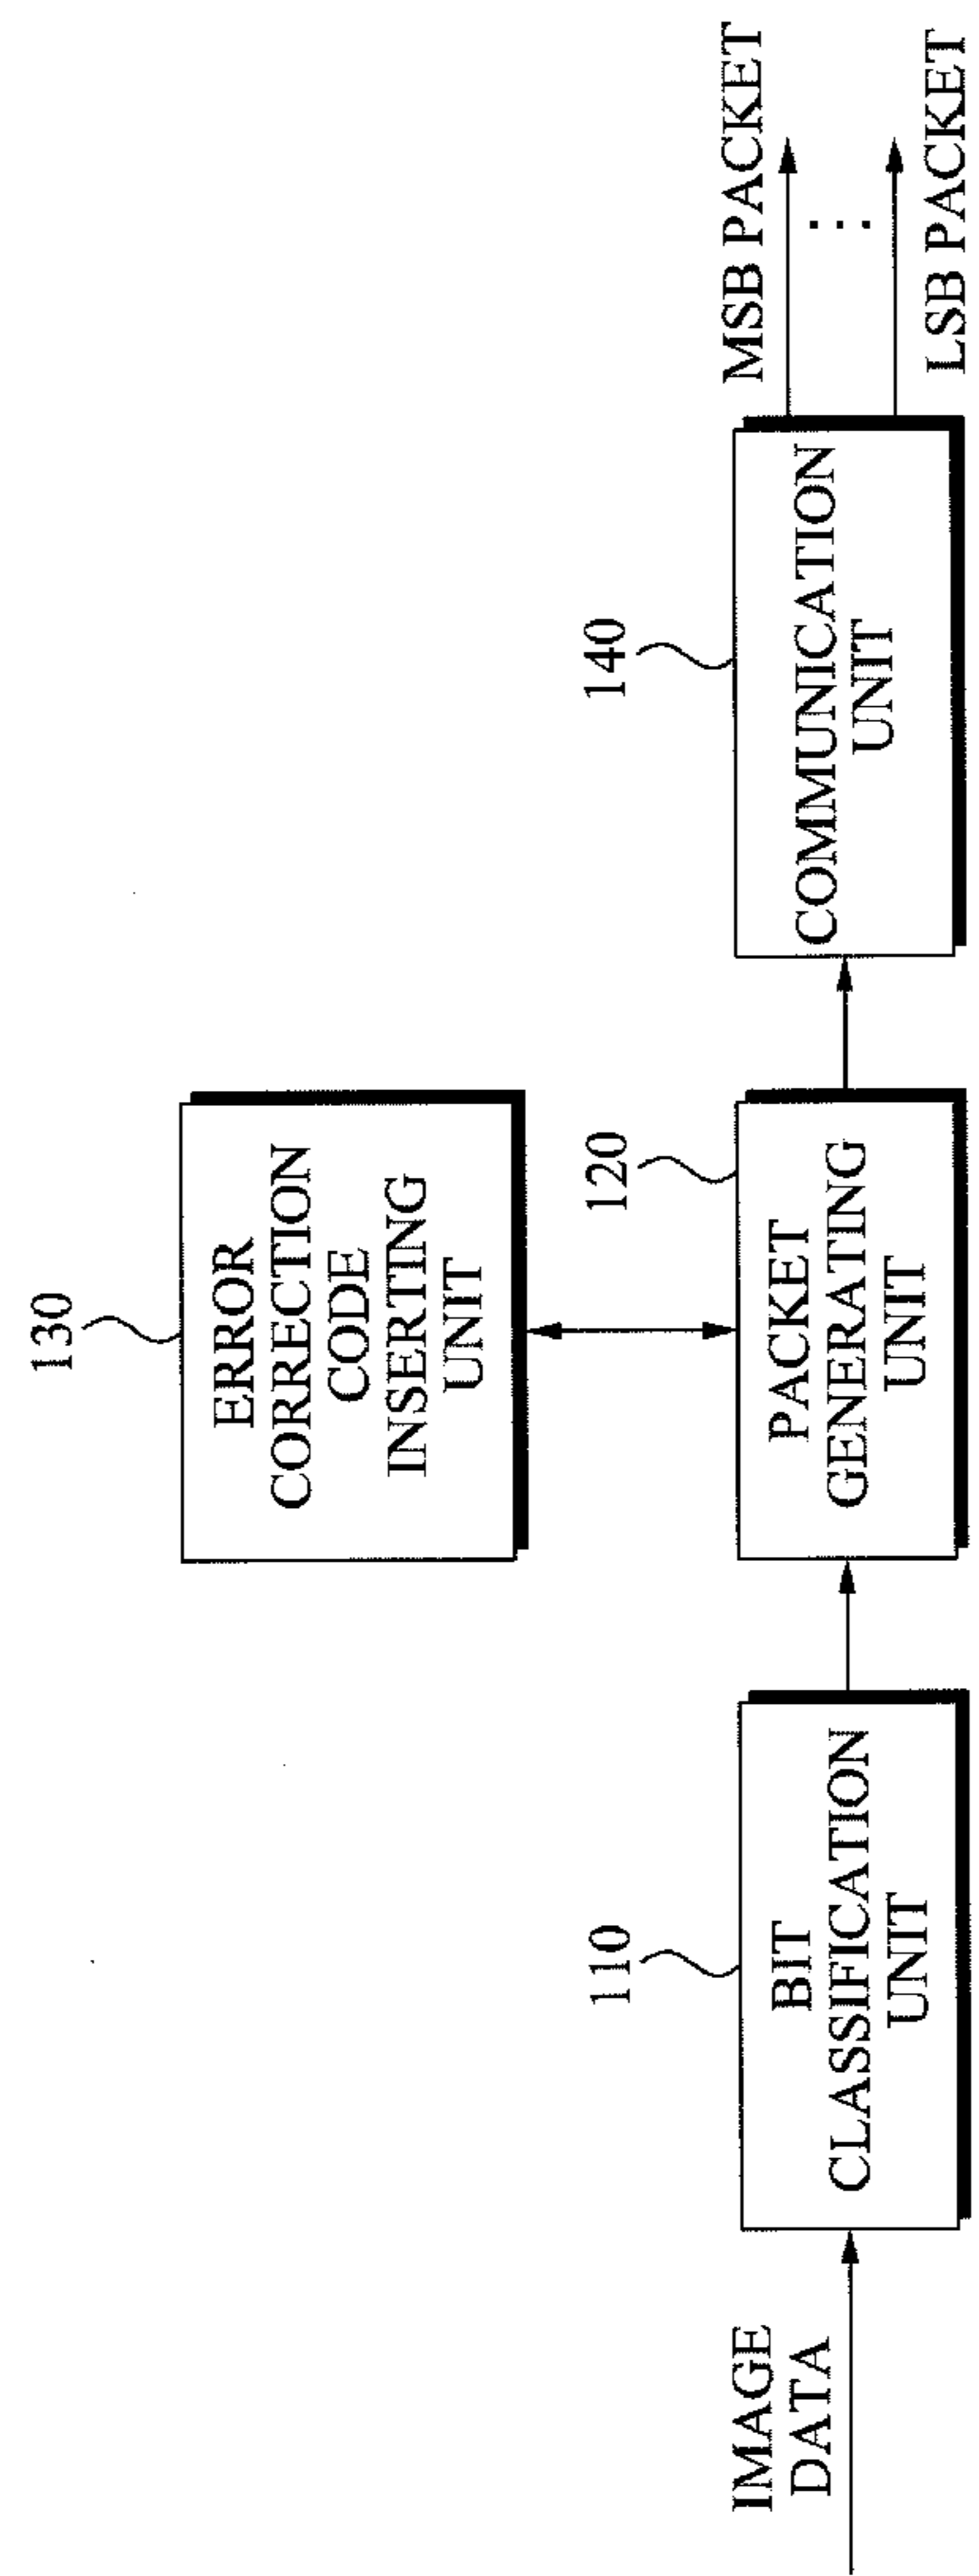 130
ERROR
CORRECTION
CODE
INSERTING
UNIT
IMAGE
DATA
110
BIT
CLASSIFICATION
UNIT
120
PACKET
GENERATING
UNIT
140
COMMUNICATION
UNIT
MSB PACKET
...
LSB PACKET